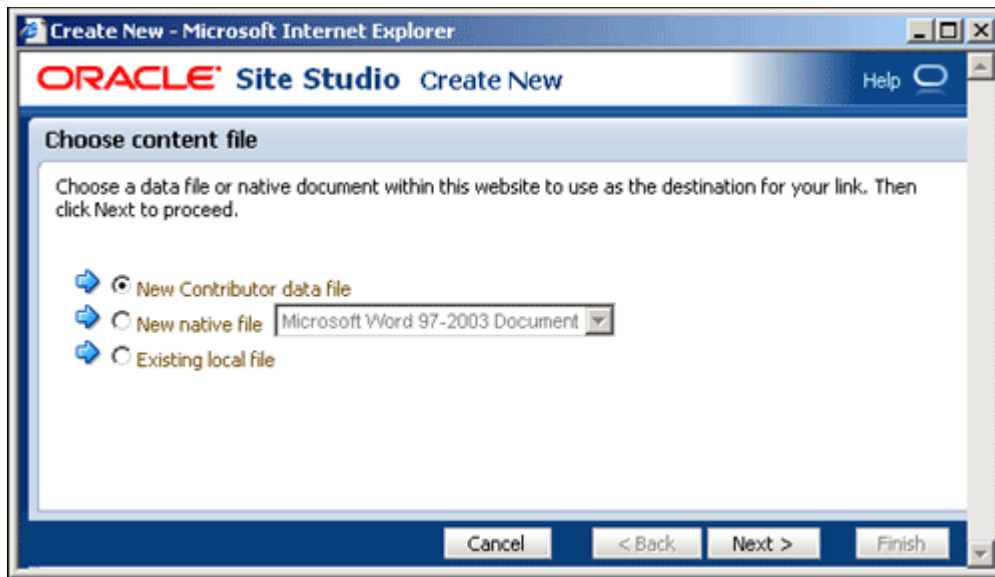 Create New - Microsoft Internet Explorer
ORACLE Site Studio Create New Help
Choose content file
Choose a data file or native document within this website to use as the destination for your link. Then
click Next to proceed.
New Contributor data file
New native file Microsoft Word 97-2003 Document
Existing local file
Cancel < Back Next > Finish